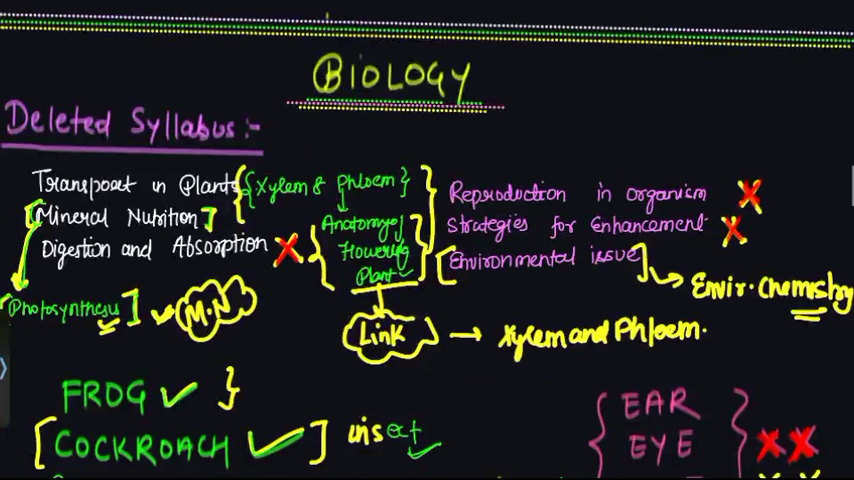 BIOLOGY
Deleted Syllabus :-
Transport in Plants {Xylem & Phloem}
[Mineral Nutrition]
Digestion and Absorption
Anatomy of
Flowering
Plant
Reproduction in organism
Strategies for Enhancement
[Environmental issue]
Envir. Chemistry
Photosynthesis]
M.N
Link → Xylem and Phloem.
FROG }
[COCKROACH] insect
{ EAR }
EYE